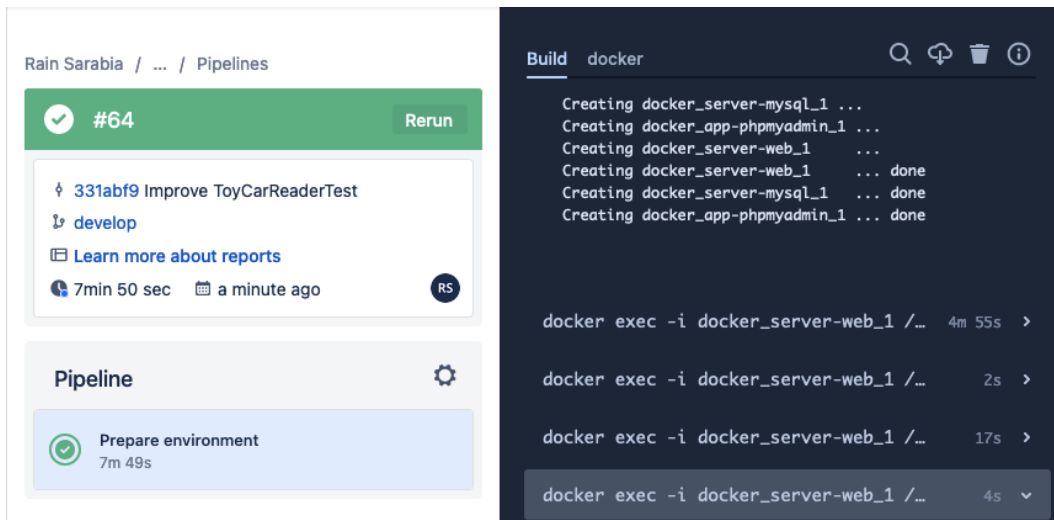 Rain Sarabia / ... / Pipelines
#64 Rerun
331abf9 Improve ToyCarReaderTest
develop
Learn more about reports
7min 50 sec a minute ago RS
Pipeline
Prepare environment
7m 49s
Build docker
Creating docker_server-mysql_1 ...
Creating docker_app-phpmyadmin_1 ...
Creating docker_server-web_1 ...
Creating docker_server-web_1 ... done
Creating docker_server-mysql_1 ... done
Creating docker_app-phpmyadmin_1 ... done
docker exec -i docker_server-web_1 /… 4m 55s
docker exec -i docker_server-web_1 /… 2s
docker exec -i docker_server-web_1 /… 17s
docker exec -i docker_server-web_1 /… 4s